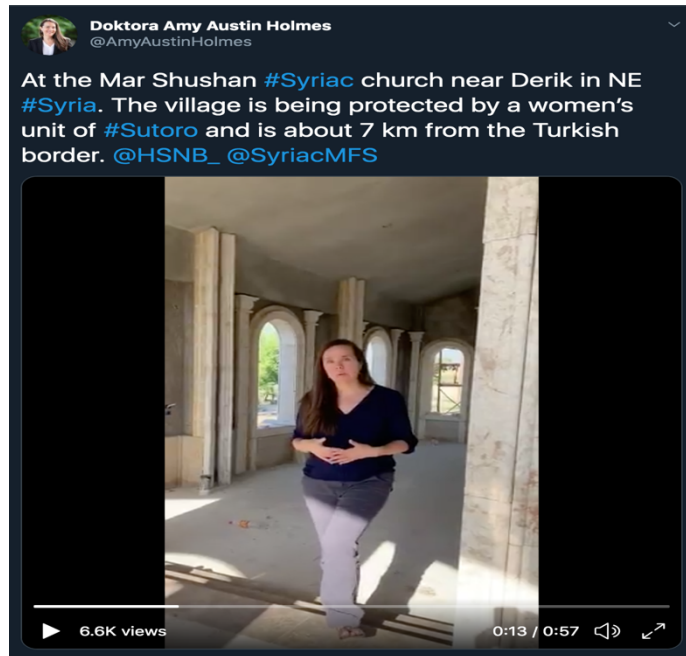 Doktora Amy Austin Holmes
@AmyAustinHolmes
At the Mar Shushan #Syriac church near Derik in NE
#Syria. The village is being protected by a women's
unit of #Sutoro and is about 7 km from the Turkish
border. @HSNB_ @SyriacMFS
6.6K views
0:13 / 0:57